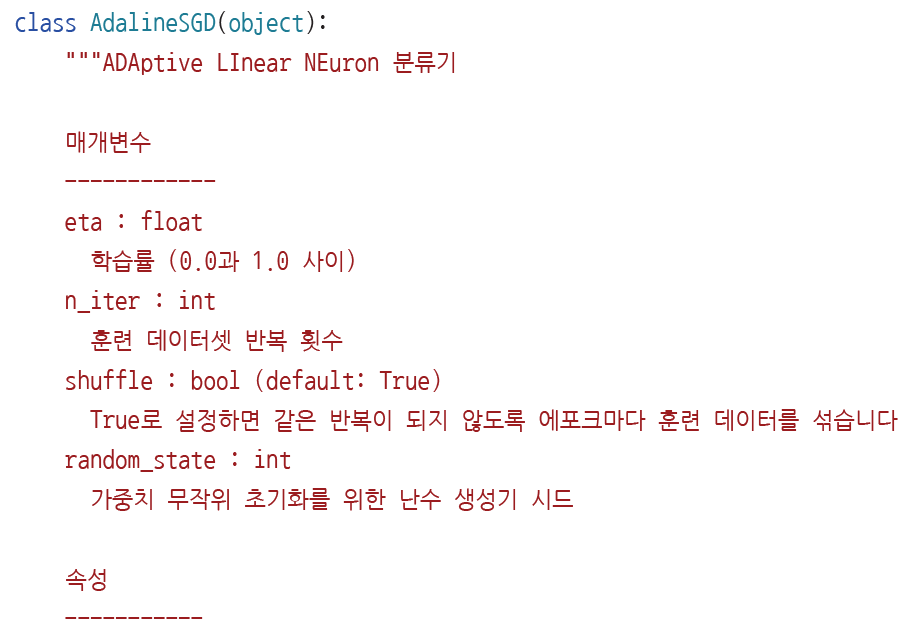 class AdalineSGD(object):
"""ADAptive LInear NEuron 분류기
매개변수
------------
eta : float
학습률 (0.0과 1.0 사이)
n_iter : int
훈련 데이터셋 반복 횟수
shuffle : bool (default: True)
True로 설정하면 같은 반복이 되지 않도록 에포크마다 훈련 데이터를 섞습니다
random_state : int
가중치 무작위 초기화를 위한 난수 생성기 시드
속성
-----------